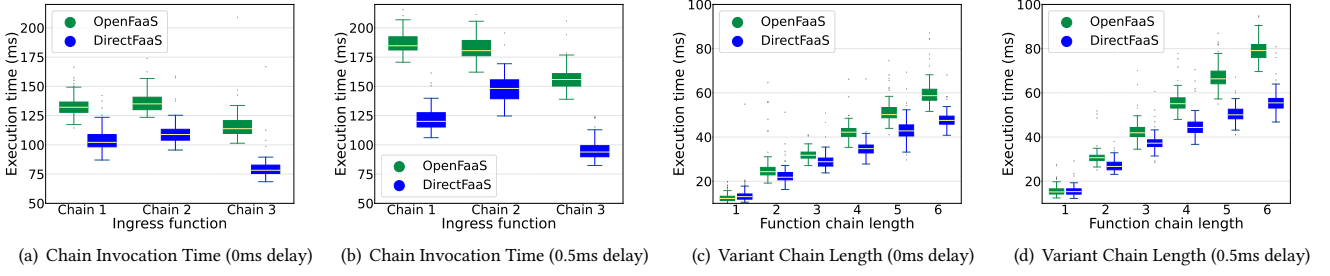 Execution time (ms)
200
175
150
125
100
75
50
OpenFaaS
DirectFaaS
Chain 1 Chain 2 Chain 3
Ingress function
(a) Chain Invocation Time (0ms delay)
Execution time (ms)
200
175
150
125
100
75
50
OpenFaaS
DirectFaaS
Chain 1 Chain 2 Chain 3
Ingress function
(b) Chain Invocation Time (0.5ms delay)
Execution time (ms)
100
80
60
40
20
OpenFaaS
DirectFaaS
1 2 3 4 5 6
Function chain length
(c) Variant Chain Length (0ms delay)
Execution time (ms)
100
80
60
40
20
OpenFaaS
DirectFaaS
1 2 3 4 5 6
Function chain length
(d) Variant Chain Length (0.5ms delay)